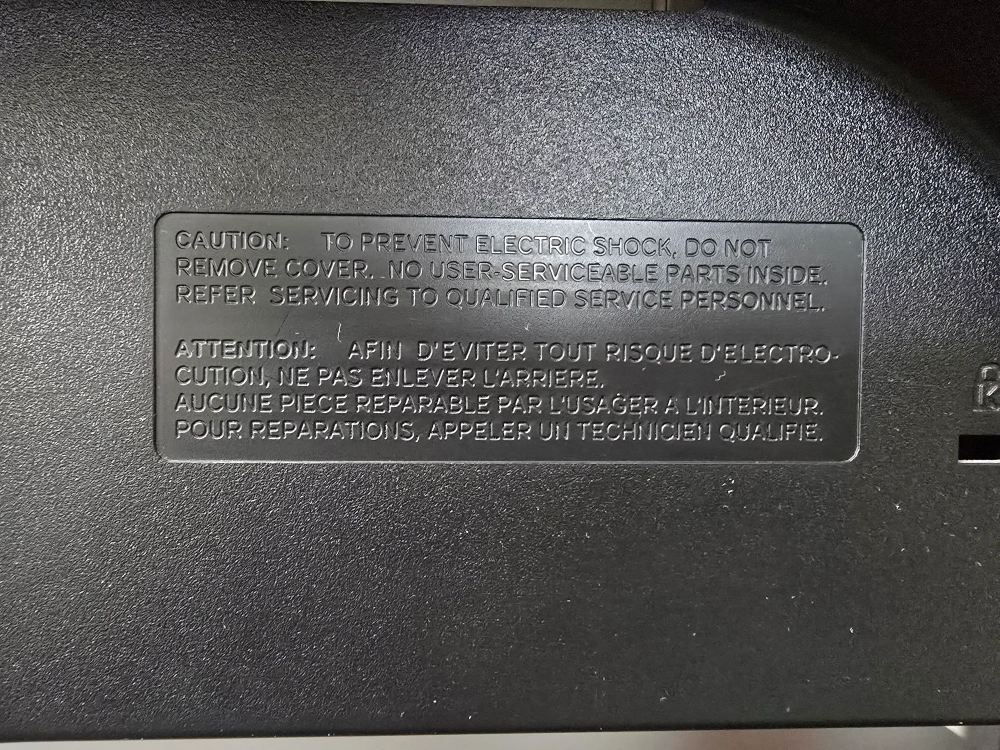 CAUTION: TO PREVENT ELECTRIC SHOCK, DO NOT
REMOVE COVER. NO USER-SERVICEABLE PARTS INSIDE.
REFER SERVICING TO QUALIFIED SERVICE PERSONNEL.
ATTENTION: AFIN D'EVITER TOUT RISQUE D'ELECTRO-
CUTION, NE PAS ENLEVER L'ARRIERE.
AUCUNE PIECE REPARABLE PAR L'USAGER A L'INTERIEUR.
POUR REPARATIONS, APPELER UN TECHNICIEN QUALIFIE.